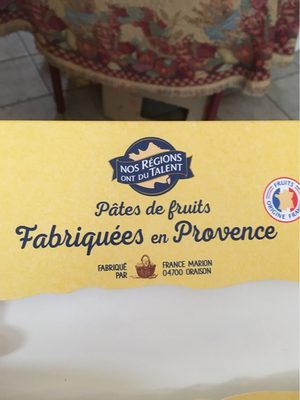 NOS RÉGIONS
ONT DU TALENT
Pâtes de fruits
Fabriquées en Provence
FABRIQUÉ PAR
FRANCE MARION
04700 ORAISON
FRUITS
ORIGINE FRANCE